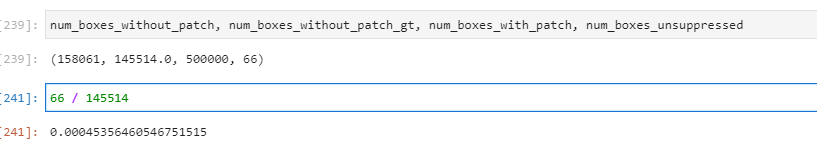 [239]: num_boxes_without_patch, num_boxes_without_patch_gt, num_boxes_with_patch, num_boxes_unsuppressed
[239]: (158061, 145514.0, 500000, 66)
[241]: 66 / 145514
[241]: 0.00045356460546751515